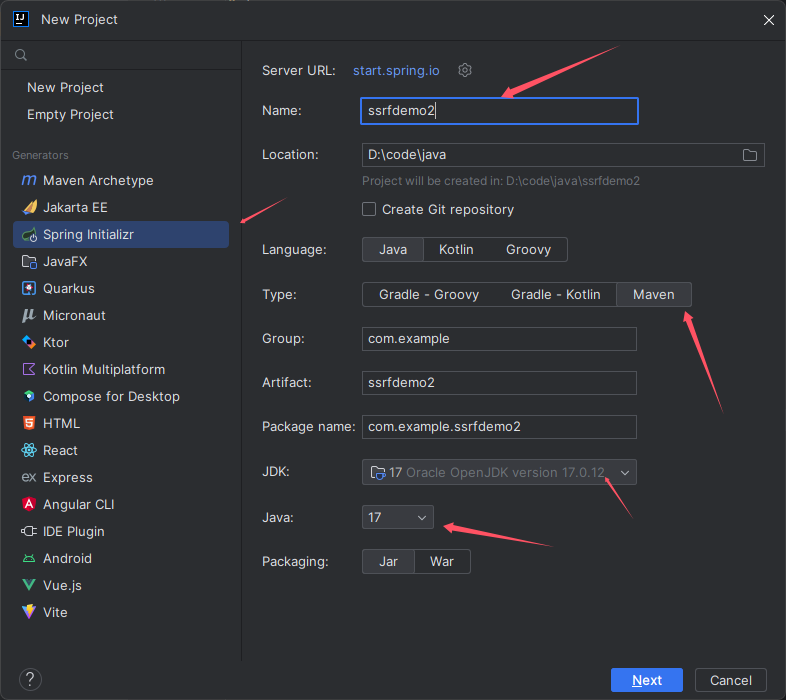 New Project
New Project
Empty Project
Generators
Maven Archetype
Jakarta EE
Spring Initializr
JavaFX
Quarkus
Micronaut
Ktor
Kotlin Multiplatform
Compose for Desktop
HTML
React
ex Express
Angular CLI
IDE Plugin
Android
Vue.js
Vite
Server URL: start.spring.io
Name: ssrfdemo2
Location: D:\code\java
Project will be created in: D:\code\java\ssrfdemo2
Create Git repository
Language: Java Kotlin Groovy
Type: Gradle - Groovy Gradle - Kotlin Maven
Group: com.example
Artifact: ssrfdemo2
Package name: com.example.ssrfdemo2
JDK: 17 Oracle OpenJDK version 17.0.12
Java: 17
Packaging: Jar War
? Next Cancel